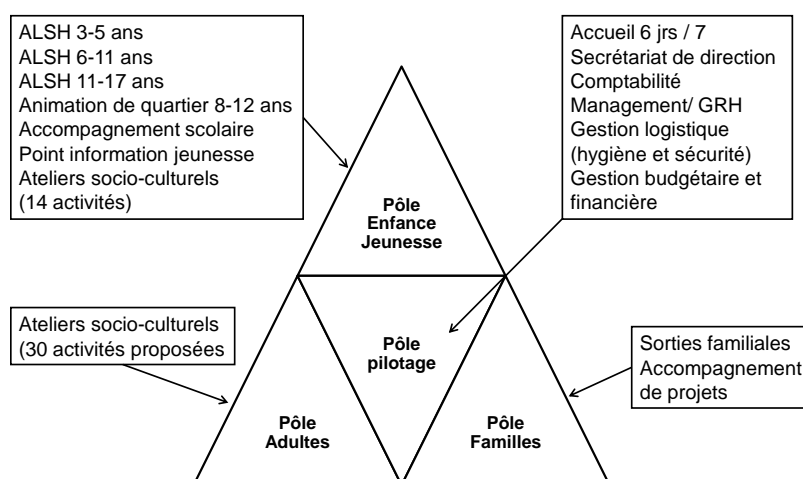 ALSH 3-5 ans
ALSH 6-11 ans
ALSH 11-17 ans
Animation de quartier 8-12 ans
Accompagnement scolaire
Point information jeunesse
Ateliers socio-culturels
(14 activités)
Accueil 6 jrs / 7
Secrétariat de direction
Comptabilité
Management/ GRH
Gestion logistique
(hygiène et sécurité)
Gestion budgétaire et
financière
Pôle
Enfance
Jeunesse
Ateliers socio-culturels
(30 activités proposées
Pôle
pilotage
Sorties familiales
Accompagnement
de projets
Pôle
Adultes
Pôle
Familles